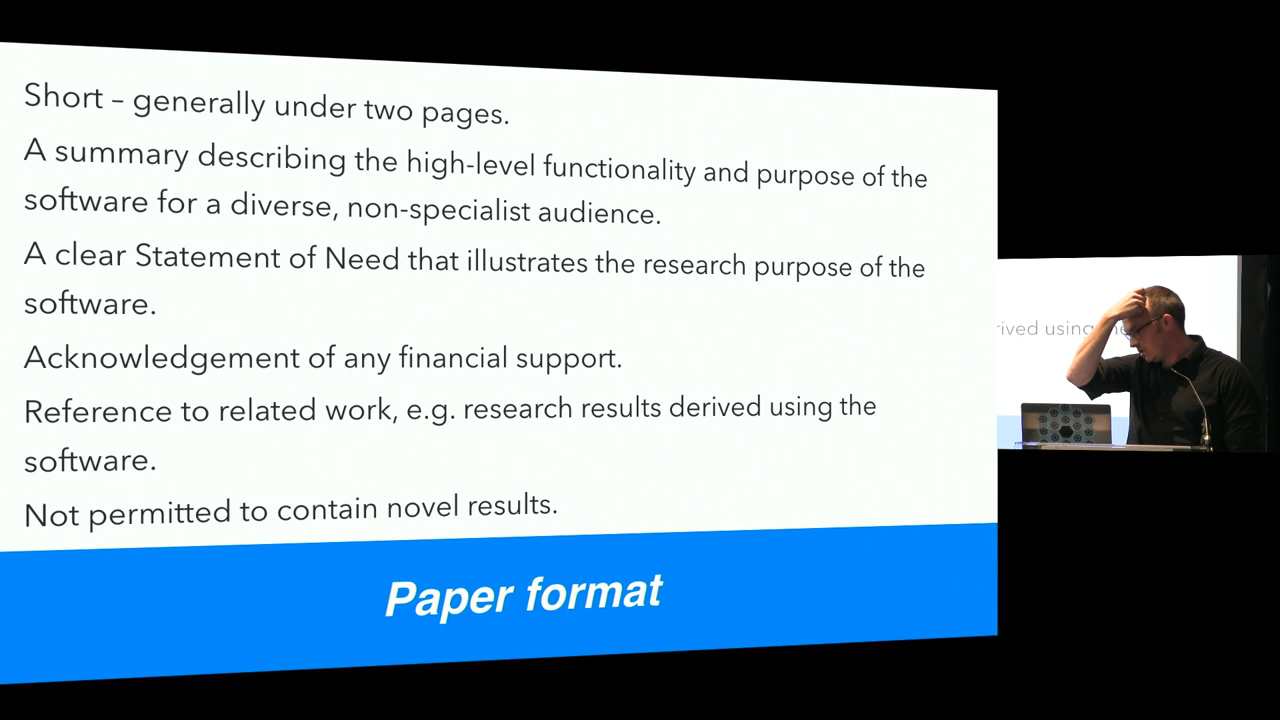 Short – generally under two pages.
A summary describing the high-level functionality and purpose of the
software for a diverse, non-specialist audience.
A clear Statement of Need that illustrates the research purpose of the
software.
Acknowledgement of any financial support.
Reference to related work, e.g. research results derived using the
software.
Not permitted to contain novel results.
Paper format
using